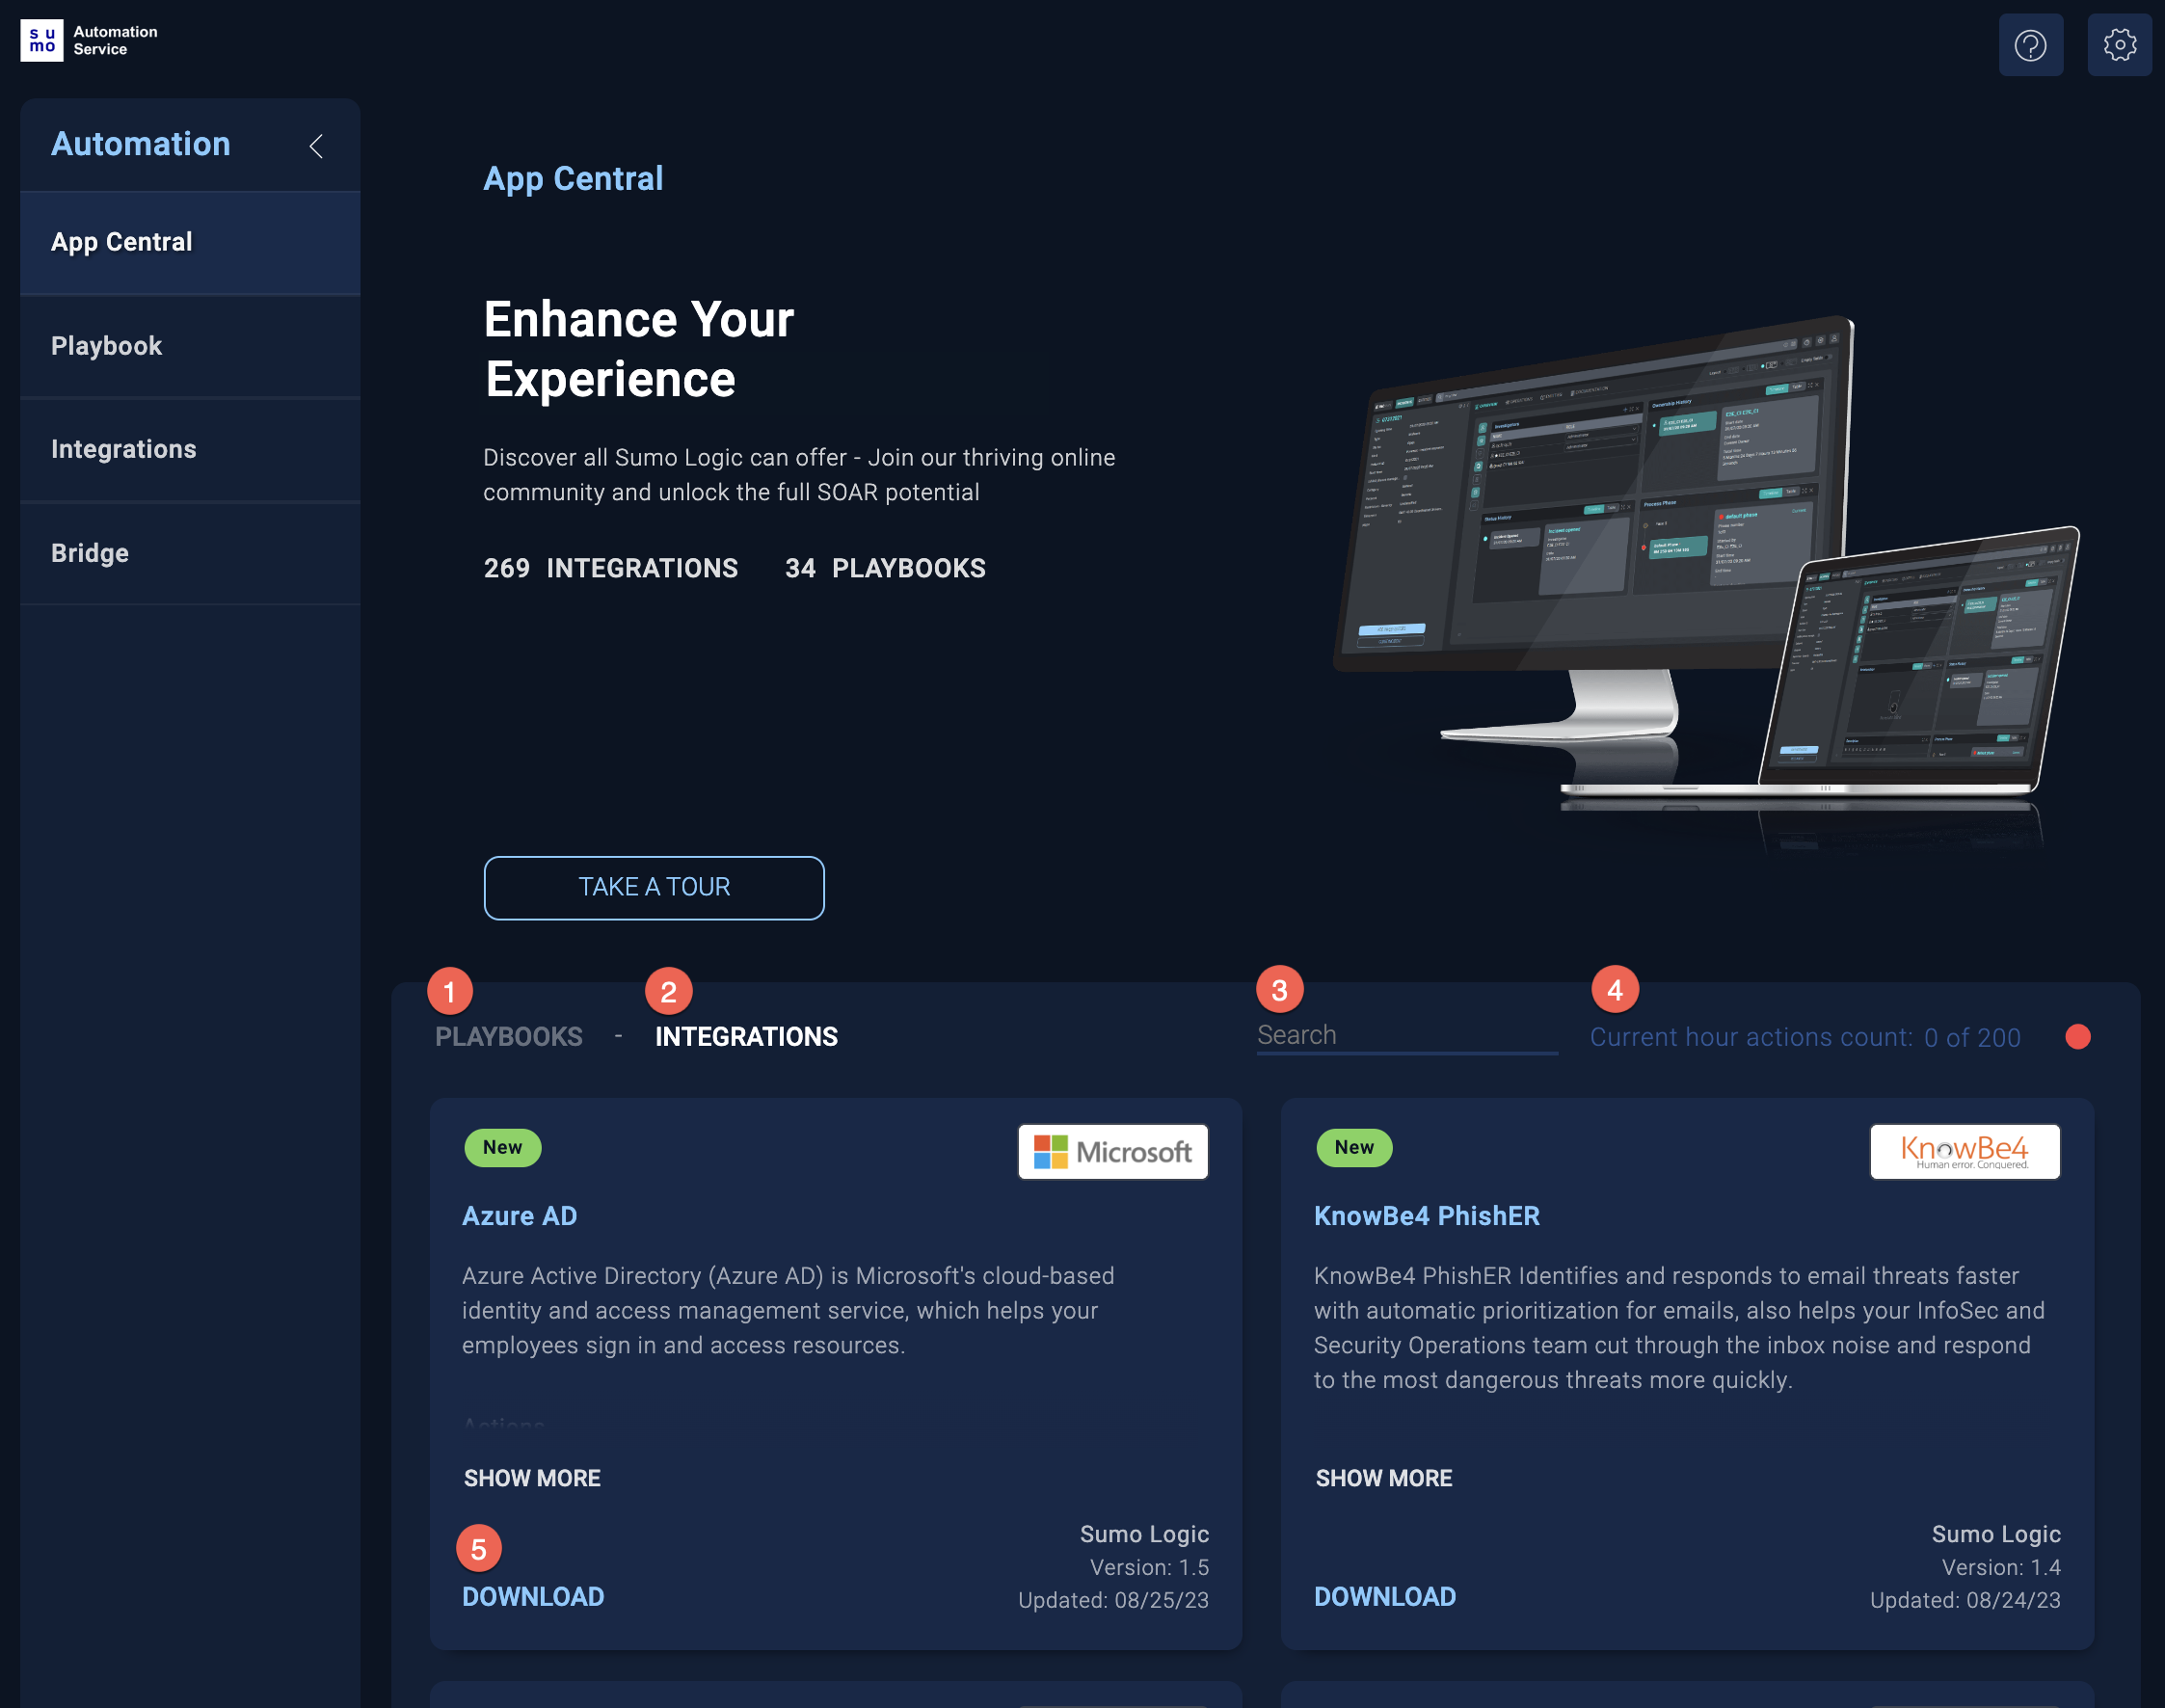 s u
mo
Automation
Service
Automation
App Central
Playbook
Integrations
Bridge
App Central
Enhance Your
Experience
Discover all Sumo Logic can offer - Join our thriving online
community and unlock the full SOAR potential
269 INTEGRATIONS 34 PLAYBOOKS
TAKE A TOUR
1 2 3 4
PLAYBOOKS - INTEGRATIONS Search Current hour actions count: 0 of 200
New
Microsoft
Azure AD
Azure Active Directory (Azure AD) is Microsoft's cloud-based
identity and access management service, which helps your
employees sign in and access resources.
Actions
SHOW MORE
5
DOWNLOAD
Sumo Logic
Version: 1.5
Updated: 08/25/23
New
KnowBe4
Human error. Conquered.
KnowBe4 PhishER
KnowBe4 PhishER Identifies and responds to email threats faster
with automatic prioritization for emails, also helps your InfoSec and
Security Operations team cut through the inbox noise and respond
to the most dangerous threats more quickly.
SHOW MORE
DOWNLOAD
Sumo Logic
Version: 1.4
Updated: 08/24/23